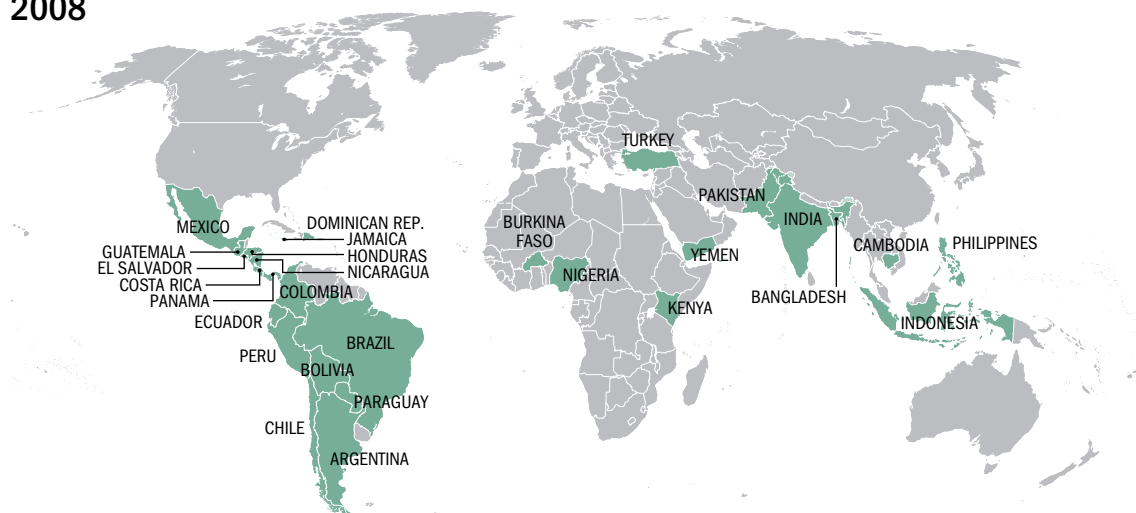 2008
TURKEY
PAKISTAN
MEXICO
DOMINICAN REP.
JAMAICA
BURKINA
FASO
INDIA
GUATEMALA
HONDURAS
YEMEN
CAMBODIA
PHILIPPINES
EL SALVADOR
NICARAGUA
NIGERIA
COSTA RICA
PANAMA
COLOMBIA
BANGLADESH
KENYA
ECUADOR
INDONESIA
BRAZIL
PERU
BOLIVIA
PARAGUAY
CHILE
ARGENTINA